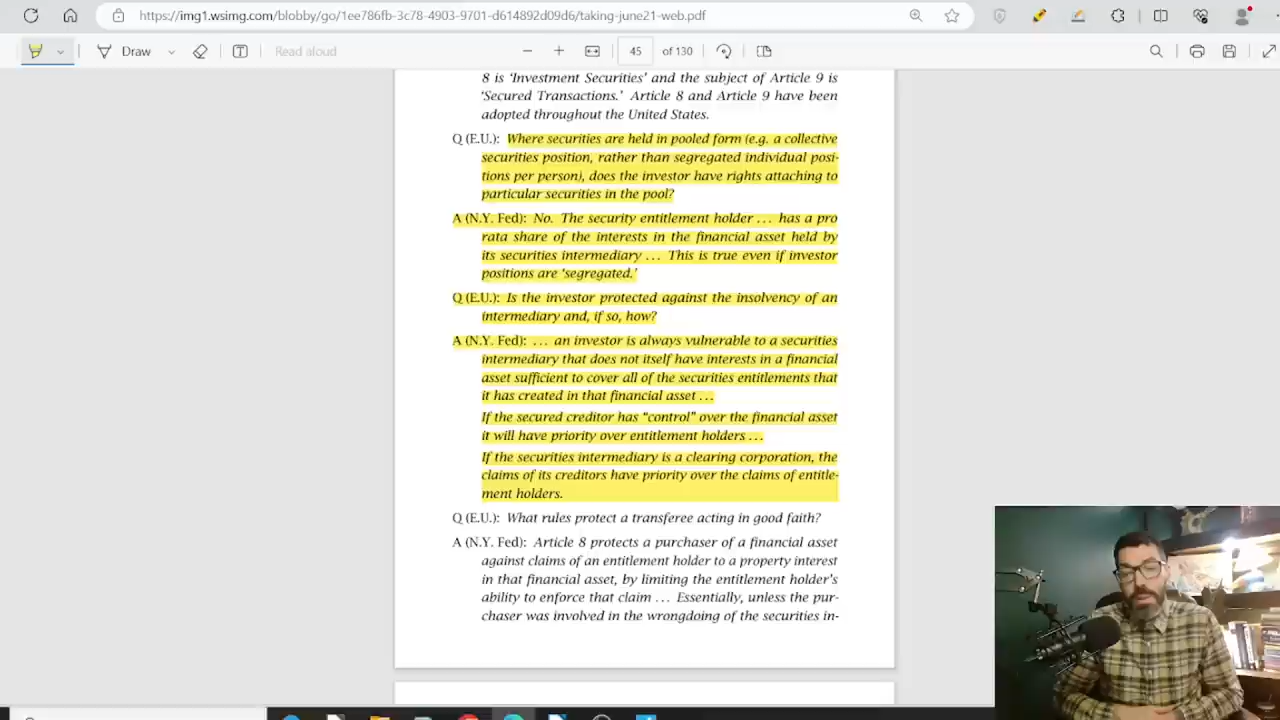 https://img1.wsimg.com/blobby/go/1ee786fb-3c78-4903-9701-d614892d09d6/taking-june21-web.pdf
Draw
Read aloud
45 of 130
8 is ‘Investment Securities’ and the subject of Article 9 is
‘Secured Transactions.’ Article 8 and Article 9 have been
adopted throughout the United States.
Q (E.U.): Where securities are held in pooled form (e.g. a collective
securities position, rather than segregated individual posi-
tions per person), does the investor have rights attaching to
particular securities in the pool?
A (N.Y. Fed): No. The security entitlement holder … has a pro
rata share of the interests in the financial asset held by
its securities intermediary … This is true even if investor
positions are ‘segregated.’
Q (E.U.): Is the investor protected against the insolvency of an
intermediary and, if so, how?
A (N.Y. Fed): … an investor is always vulnerable to a securities
intermediary that does not itself have interests in a financial
asset sufficient to cover all of the securities entitlements that
it has created in that financial asset …
If the secured creditor has “control” over the financial asset
it will have priority over entitlement holders …
If the securities intermediary is a clearing corporation, the
claims of its creditors have priority over the claims of entitle-
ment holders.
Q (E.U.): What rules protect a transferee acting in good faith?
A (N.Y. Fed): Article 8 protects a purchaser of a financial asset
against claims of an entitlement holder to a property interest
in that financial asset, by limiting the entitlement holder’s
ability to enforce that claim … Essentially, unless the pur-
chaser was involved in the wrongdoing of the securities in-